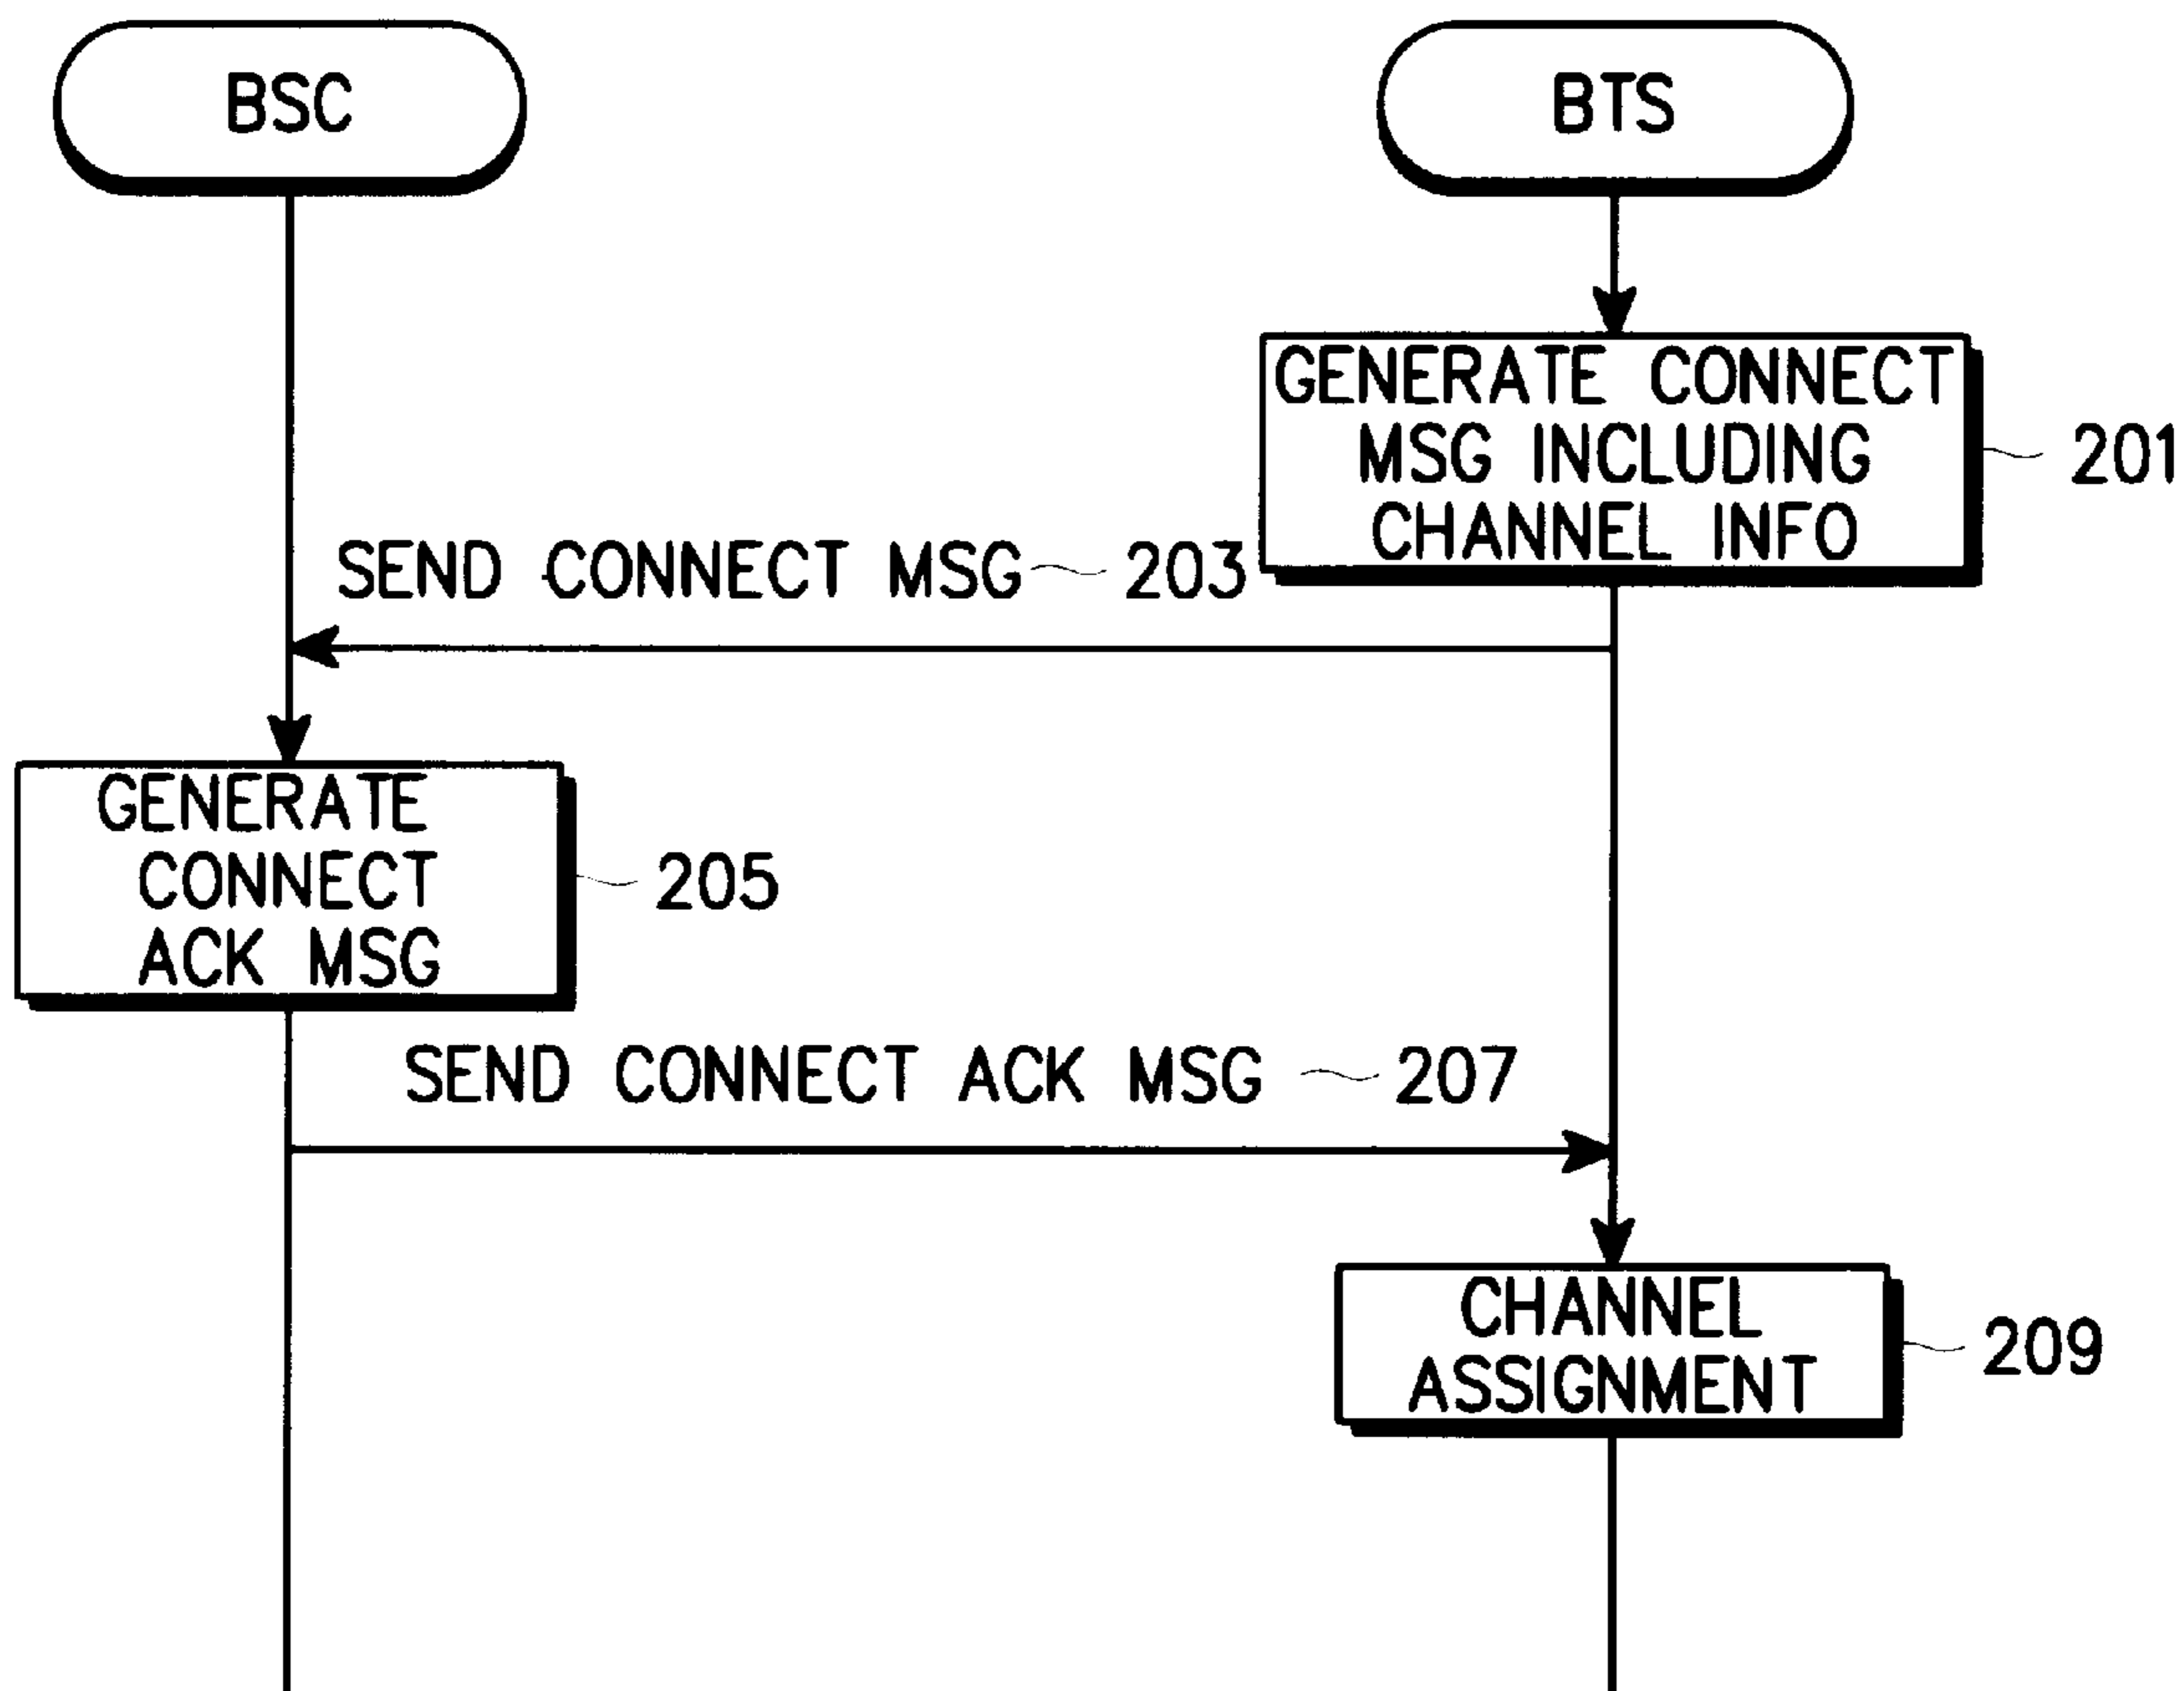 BSC
BTS
GENERATE CONNECT
MSG INCLUDING
CHANNEL INFO
201
SEND CONNECT MSG
203
GENERATE
CONNECT
ACK MSG
205
SEND CONNECT ACK MSG
207
CHANNEL
ASSIGNMENT
209